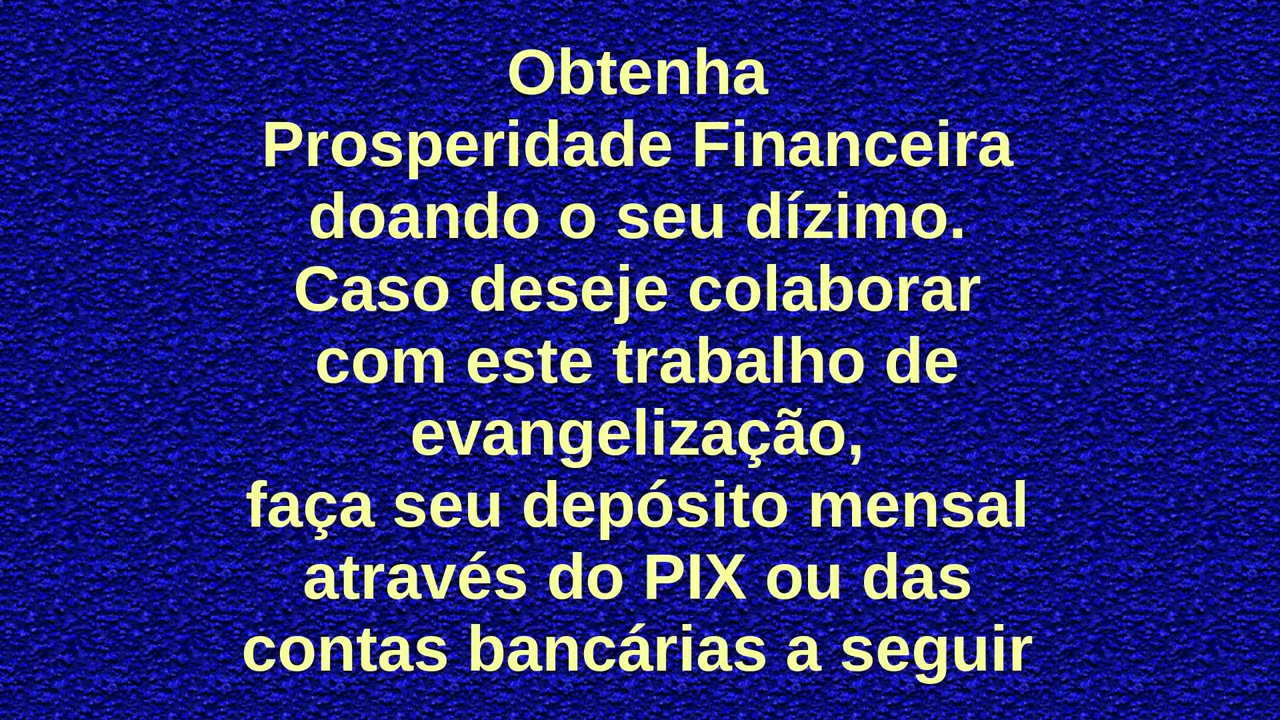 Obtenha
Prosperidade Financeira
doando o seu dízimo.
Caso deseje colaborar
com este trabalho de
evangelização,
faça seu depósito mensal
através do PIX ou das
contas bancárias a seguir